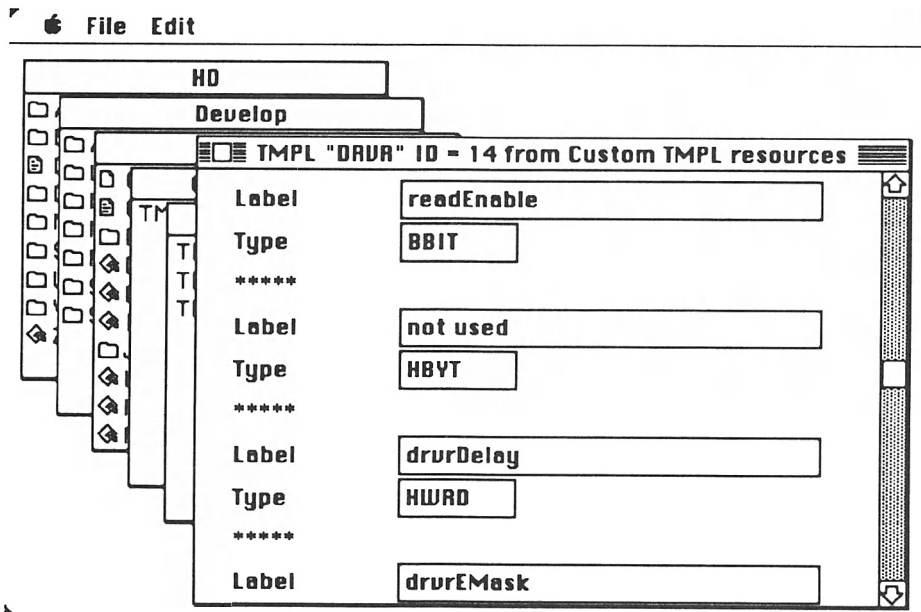 File Edit
HD
Develop
TMPL "DRVR" ID = 14 from Custom TMPL resources
Label readEnable
Type BBIT
*****
Label not used
Type HBYT
*****
Label drvrDelay
Type HWRD
*****
Label drvrEMask